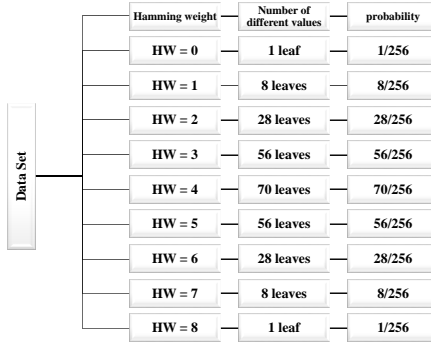 Hamming weight
Number of
different values
probability
HW = 0
1 leaf
1/256
HW = 1
8 leaves
8/256
HW = 2
28 leaves
28/256
HW = 3
56 leaves
56/256
Data Set
HW = 4
70 leaves
70/256
HW = 5
56 leaves
56/256
HW = 6
28 leaves
28/256
HW = 7
8 leaves
8/256
HW = 8
1 leaf
1/256